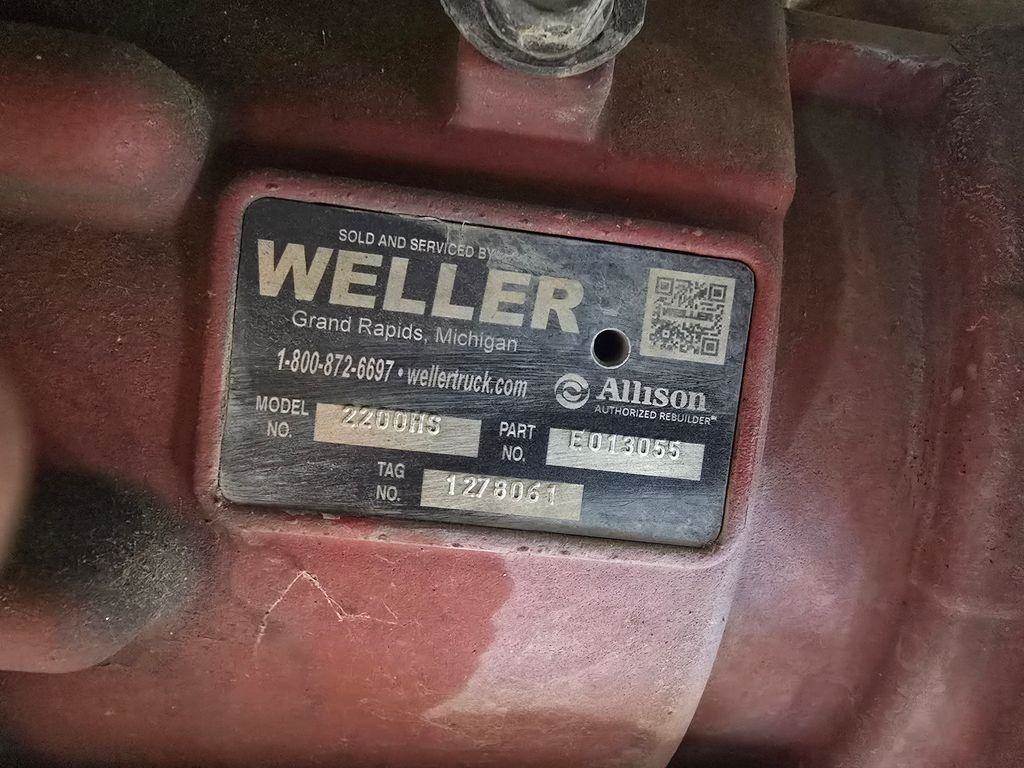 SOLD AND SERVICED BY
WELLER
Grand Rapids, Michigan
1-800-872-6697 • wellertruck.com
Allison
AUTHORIZED REBUILDER
MODEL NO. 2200HS
PART NO. E013055
TAG NO. 1278061